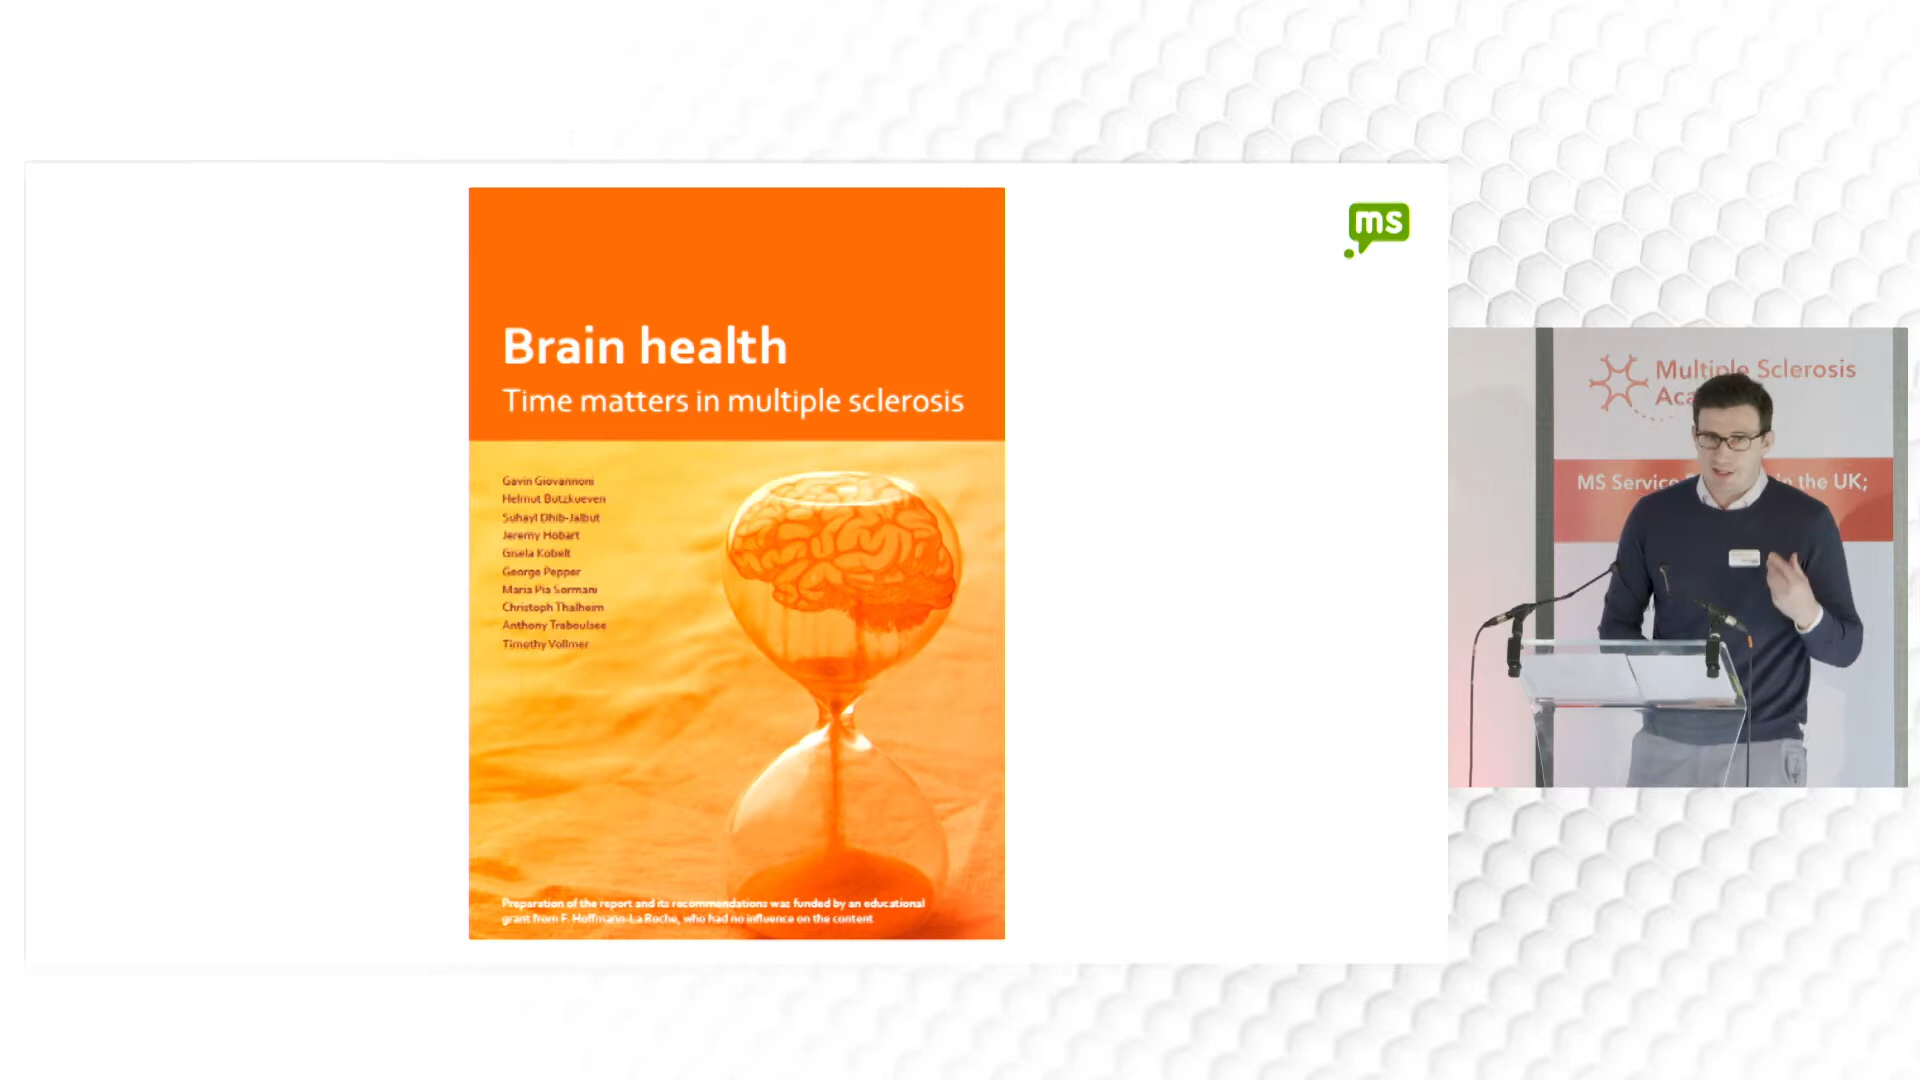 ms
Brain health
Time matters in multiple sclerosis
Gavin Giovannoni
Helmut Butzkueven
Suhayl Dhib-Jalbut
Jeremy Hobart
Gisela Kobelt
George Pepper
Maria Pia Sormani
Christoph Thalheim
Anthony Traboulsee
Timothy Vollmer
Preparation of the report and its recommendations was funded by an educational
grant from F. Hoffmann-La Roche, who had no influence on the content
Multiple Sclerosis
Aca
MS Service in the UK;